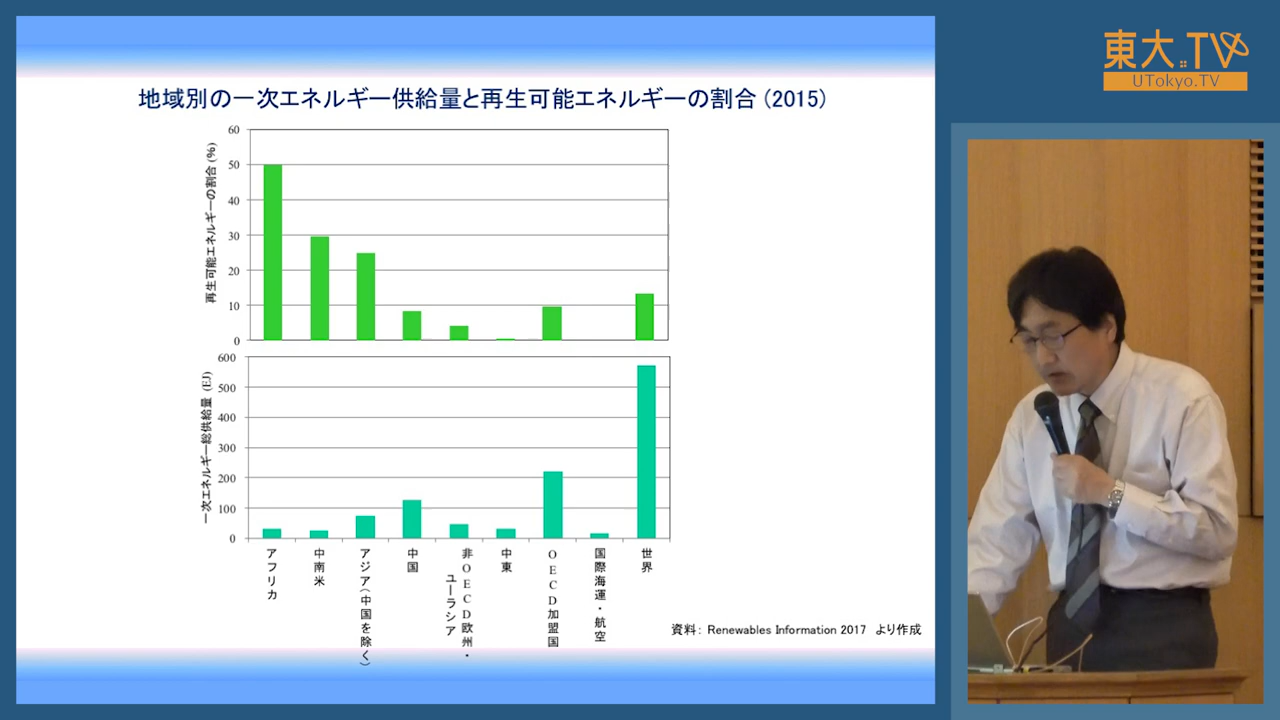 東大.TV
UTokyo.TV
地域別の一次エネルギー供給量と再生可能エネルギーの割合 (2015)
再生可能エネルギーの割合 (%)
60
50
40
30
20
10
0
一次エネルギー総供給量 (EJ)
600
500
400
300
200
100
0
アフリカ
中南米
アジア(中国を除く)
中国
非OECD欧州・
ユーラシア
中東
OECD加盟国
国際海運・航空
世界
資料: Renewables Information 2017 より作成